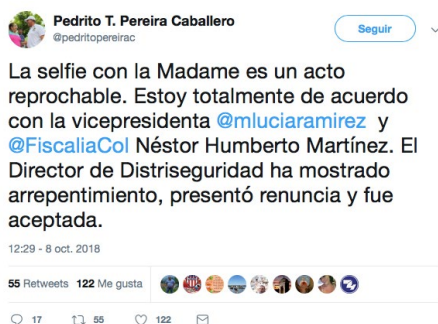 Pedrito T. Pereira Caballero
@pedritopereirac
Seguir
La selfie con la Madame es un acto
reprochable. Estoy totalmente de acuerdo
con la vicepresidenta @mluciaramirez y
@FiscaliaCol Néstor Humberto Martínez. El
Director de Distriseguridad ha mostrado
arrepentimiento, presentó renuncia y fue
aceptada.
12:29 - 8 oct. 2018
55 Retweets 122 Me gusta
17 55 122